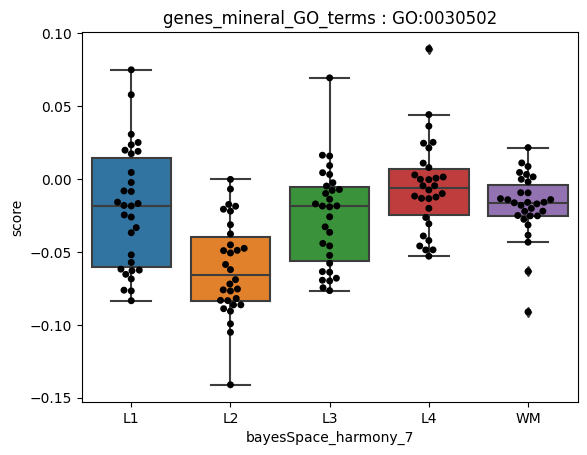 genes_mineral_GO_terms : GO:0030502
0.10
0.05
0.00
−0.05
−0.10
−0.15
score
L1 L2 L3 L4 WM
bayesSpace_harmony_7